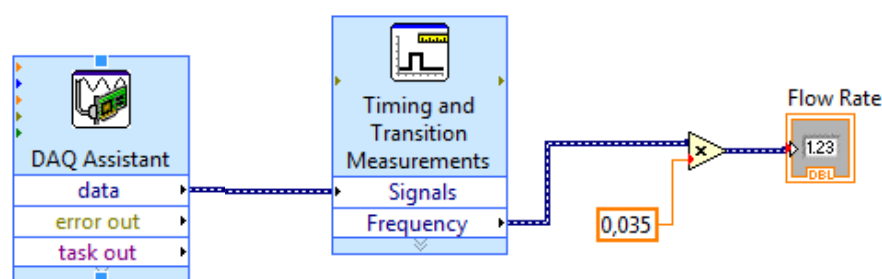 DAQ Assistant
data
error out
task out
Timing and
Transition
Measurements
Signals
Frequency
0,035
×
Flow Rate
1.23
DBL